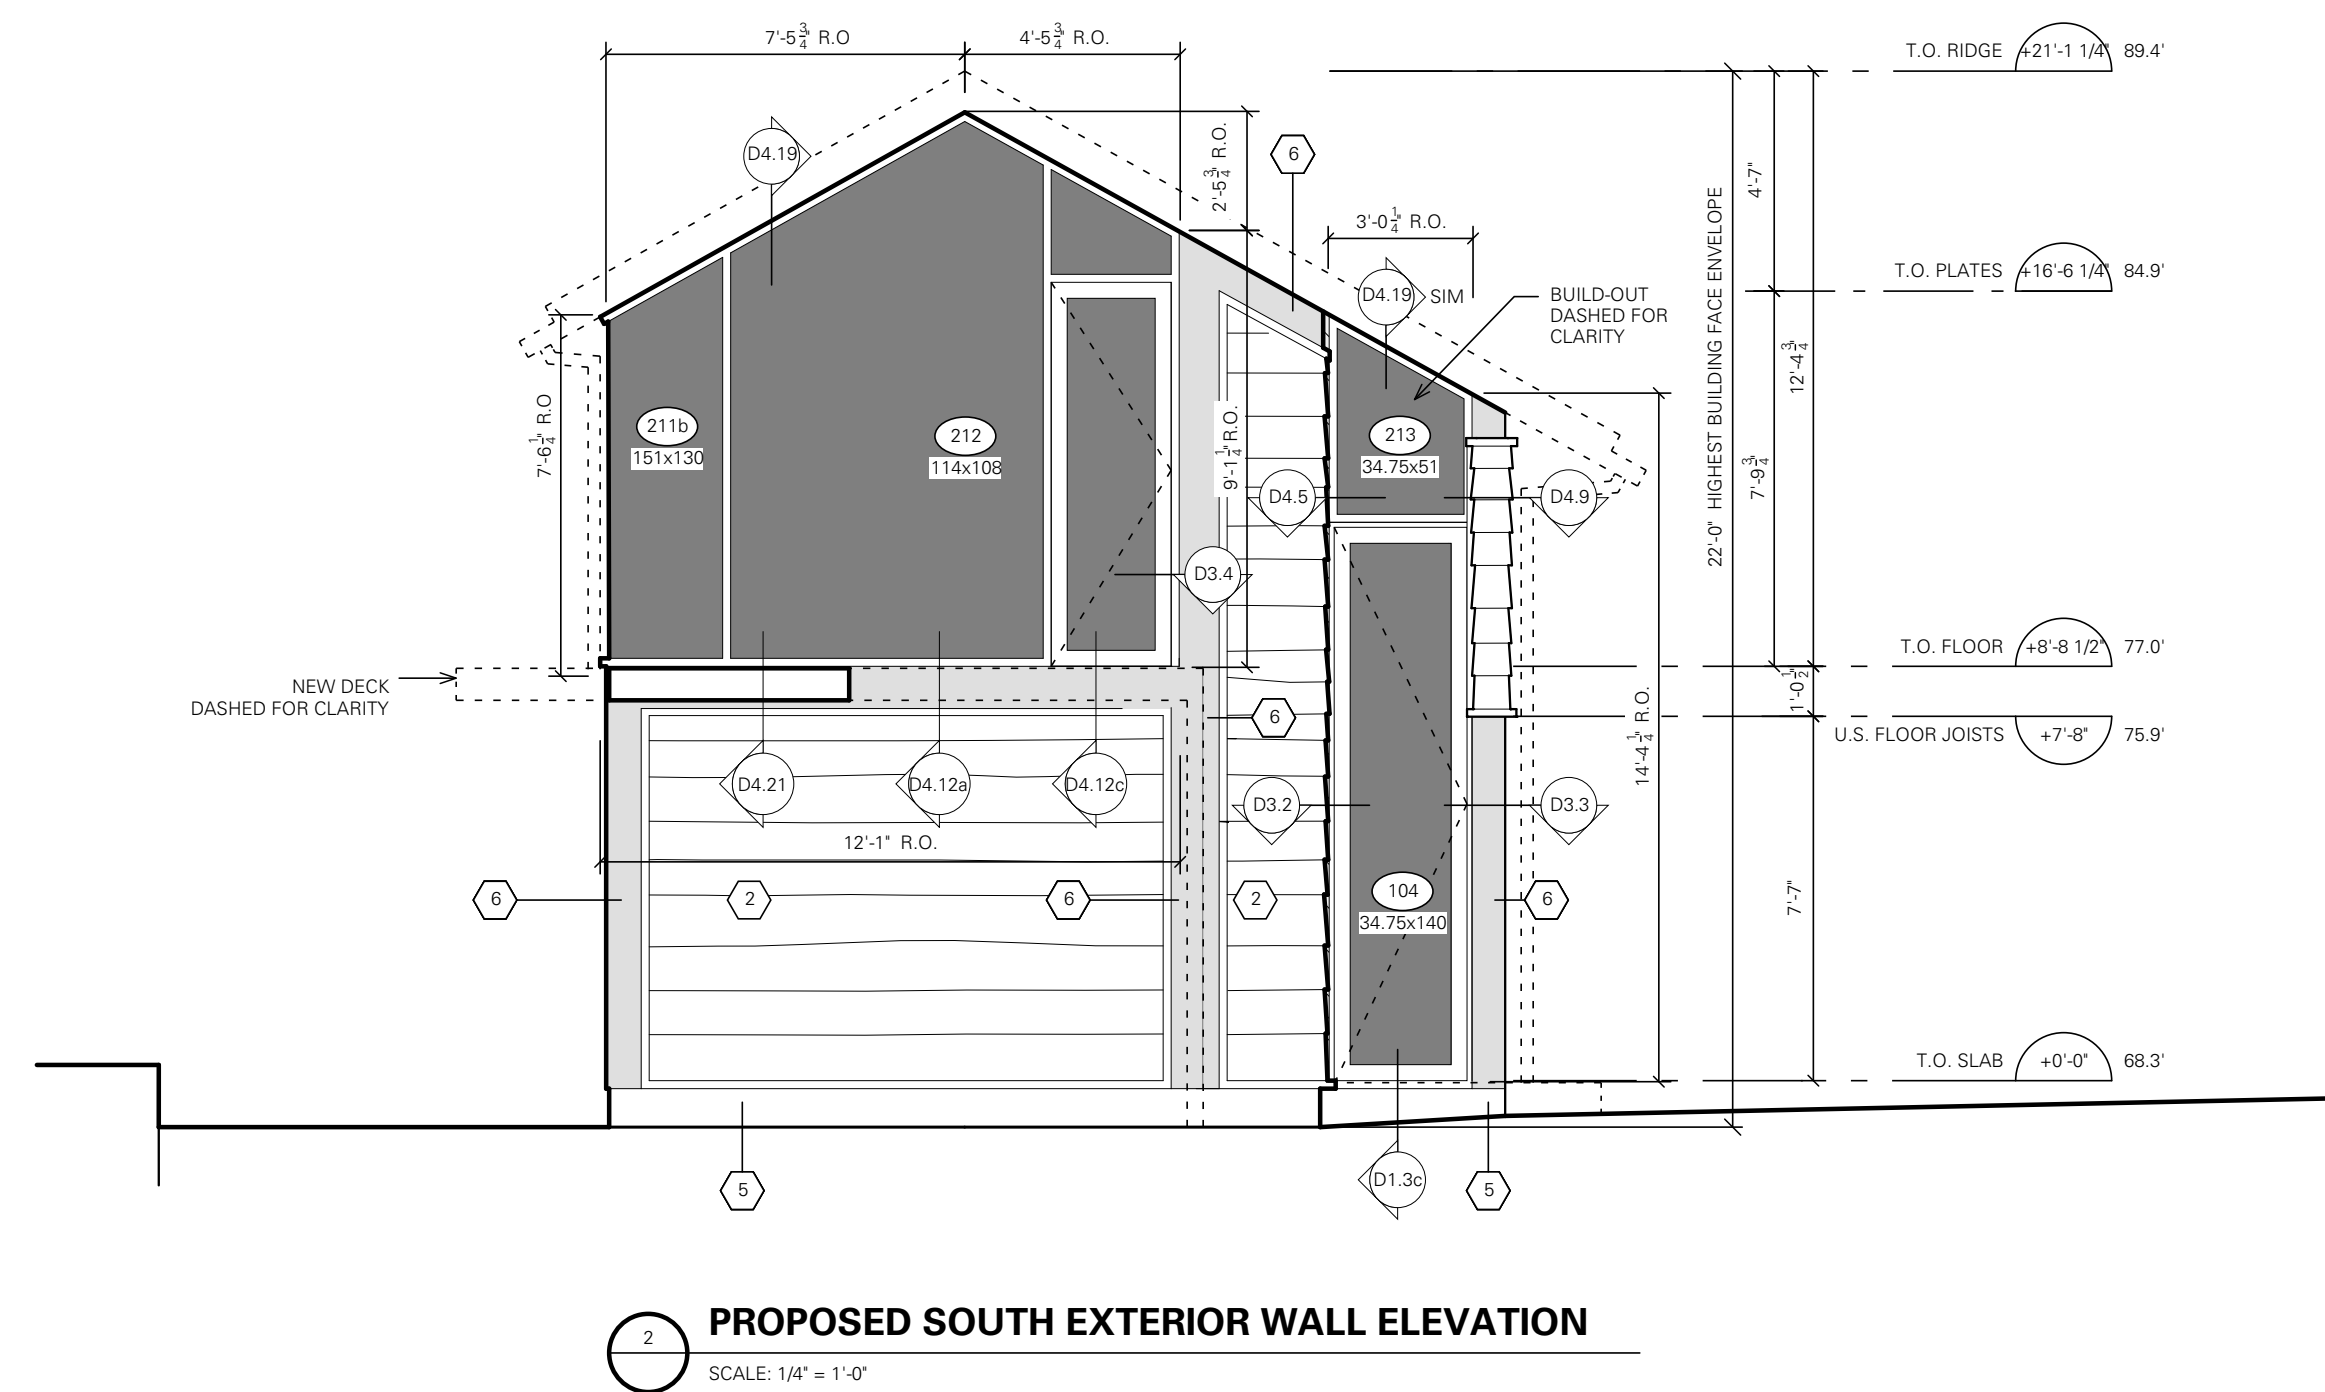 7'-5 3/4" R.O
4'-5 3/4" R.O.
T.O. RIDGE +21'-1 1/4" 89.4'
D4.19
2'-5 3/4" R.O.
6
4'-7"
3'-0 1/4" R.O.
22'-0" HIGHEST BUILDING FACE ENVELOPE
T.O. PLATES +16'-6 1/4" 84.9'
D4.19 SIM
BUILD-OUT
DASHED FOR
CLARITY
12'-4 3/4"
7'-6 1/4" R.O
211b
151x130
212
114x108
9'-1 1/4" R.O.
213
34.75x51
7'-9 3/4"
D4.5
D4.9
D3.4
T.O. FLOOR +8'-8 1/2" 77.0'
NEW DECK
DASHED FOR CLARITY
1'-0 1/2"
6
14'-4 1/4" R.O.
U.S. FLOOR JOISTS +7'-8" 75.9'
D4.21
D4.12a
D4.12c
D3.2
D3.3
12'-1" R.O.
6
2
6
2
104
34.75x140
6
7'-7"
T.O. SLAB +0'-0" 68.3'
5
D1.3c
5
2
PROPOSED SOUTH EXTERIOR WALL ELEVATION
SCALE: 1/4" = 1'-0"